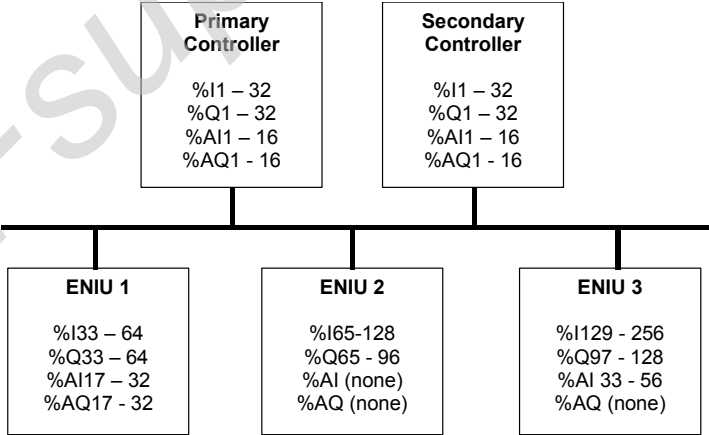 Primary
Controller
%I1 – 32
%Q1 – 32
%AI1 – 16
%AQ1 - 16
Secondary
Controller
%I1 – 32
%Q1 – 32
%AI1 – 16
%AQ1 - 16
ENIU 1
%I33 – 64
%Q33 – 64
%AI17 – 32
%AQ17 - 32
ENIU 2
%I65-128
%Q65 - 96
%AI (none)
%AQ (none)
ENIU 3
%I129 - 256
%Q97 - 128
%AI 33 - 56
%AQ (none)